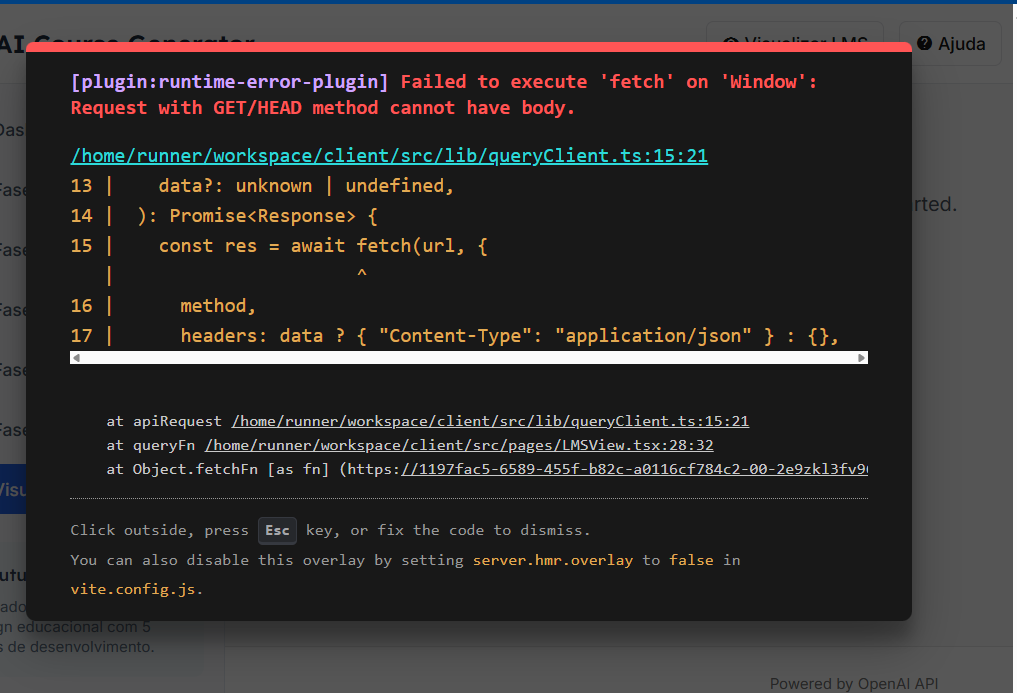 AI Course Generator
Visualizar LMS
Ajuda
[plugin:runtime-error-plugin] Failed to execute 'fetch' on 'Window':
Request with GET/HEAD method cannot have body.
/home/runner/workspace/client/src/lib/queryClient.ts:15:21
13 | data?: unknown | undefined,
14 | ): Promise<Response> {
15 | const res = await fetch(url, {
| ^
16 | method,
17 | headers: data ? { "Content-Type": "application/json" } : {},
at apiRequest /home/runner/workspace/client/src/lib/queryClient.ts:15:21
at queryFn /home/runner/workspace/client/src/pages/LMSView.tsx:28:32
at Object.fetchFn [as fn] (https://1197fac5-6589-455f-b82c-a0116cf784c2-00-2e9zkl3fv9
Click outside, press Esc key, or fix the code to dismiss.
You can also disable this overlay by setting server.hmr.overlay to false in
vite.config.js.
Das
Fase
Fase
Fase
Fase
Fase
Visu
rted.
utu
ado
gn educacional com 5
s de desenvolvimento.
Powered by OpenAI API